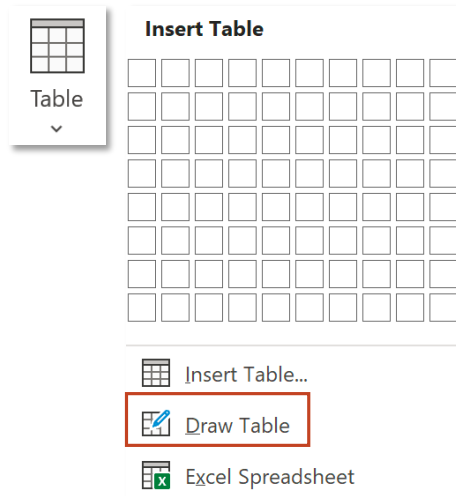 Insert Table
Table
Insert Table...
Draw Table
Excel Spreadsheet